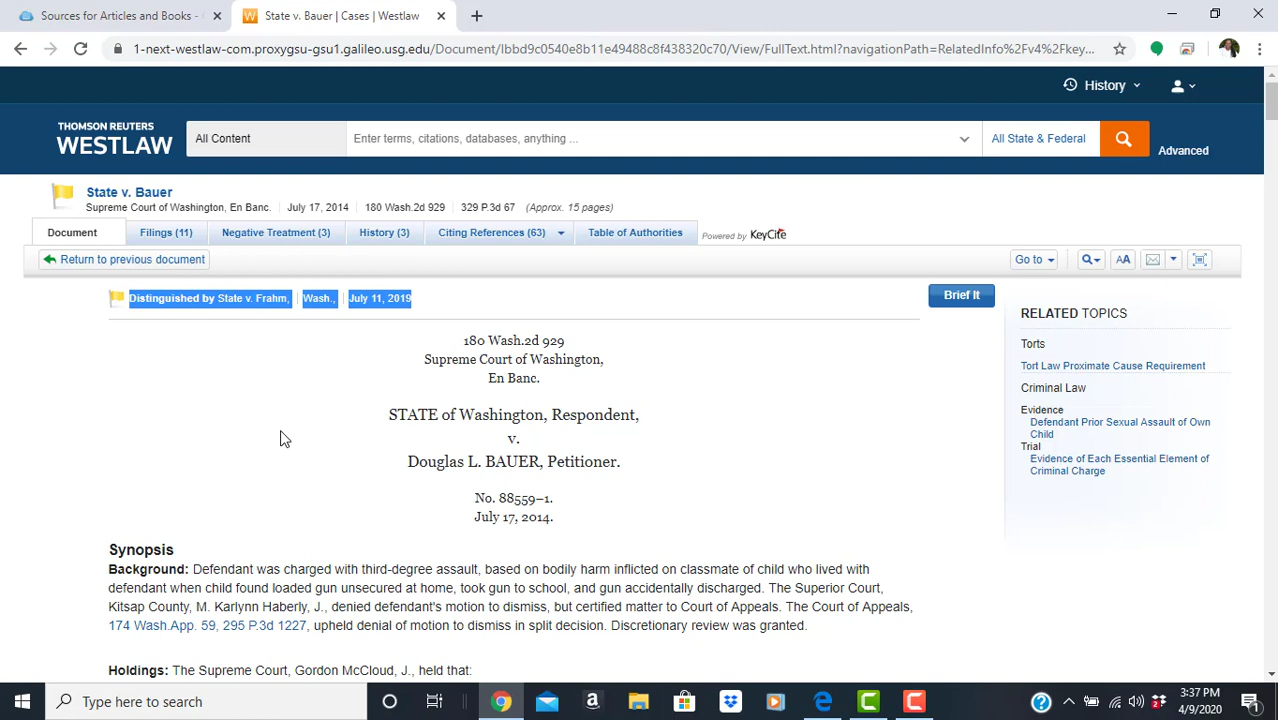 Sources for Articles and Books -
State v. Bauer | Cases | Westlaw
1-next-westlaw-com.proxygsu-gsu1.galileo.usg.edu/Document/Ibbd9c0540e8b11e49488c8f438320c70/View/FullText.html?navigationPath=RelatedInfo%2Fv4%2Fkey...
History
THOMSON REUTERS
WESTLAW
All Content
Enter terms, citations, databases, anything ...
All State & Federal
Advanced
State v. Bauer
Supreme Court of Washington, En Banc. | July 17, 2014 | 180 Wash.2d 929 | 329 P.3d 67 (Approx. 15 pages)
Document Filings (11) Negative Treatment (3) History (3) Citing References (63) Table of Authorities Powered by KeyCite
Return to previous document
Go to
AA
Distinguished by State v. Frahm, | Wash., | July 11, 2019
Brief It
180 Wash.2d 929
Supreme Court of Washington,
En Banc.
STATE of Washington, Respondent,
v.
Douglas L. BAUER, Petitioner.
No. 88559–1.
July 17, 2014.
Synopsis
Background: Defendant was charged with third-degree assault, based on bodily harm inflicted on classmate of child who lived with
defendant when child found loaded gun unsecured at home, took gun to school, and gun accidentally discharged. The Superior Court,
Kitsap County, M. Karlynn Haberly, J., denied defendant's motion to dismiss, but certified matter to Court of Appeals. The Court of Appeals,
174 Wash.App. 59, 295 P.3d 1227, upheld denial of motion to dismiss in split decision. Discretionary review was granted.
Holdings: The Supreme Court, Gordon McCloud, J., held that:
RELATED TOPICS
Torts
Tort Law Proximate Cause Requirement
Criminal Law
Evidence
Defendant Prior Sexual Assault of Own
Child
Trial
Evidence of Each Essential Element of
Criminal Charge
Type here to search
3:37 PM
4/9/2020